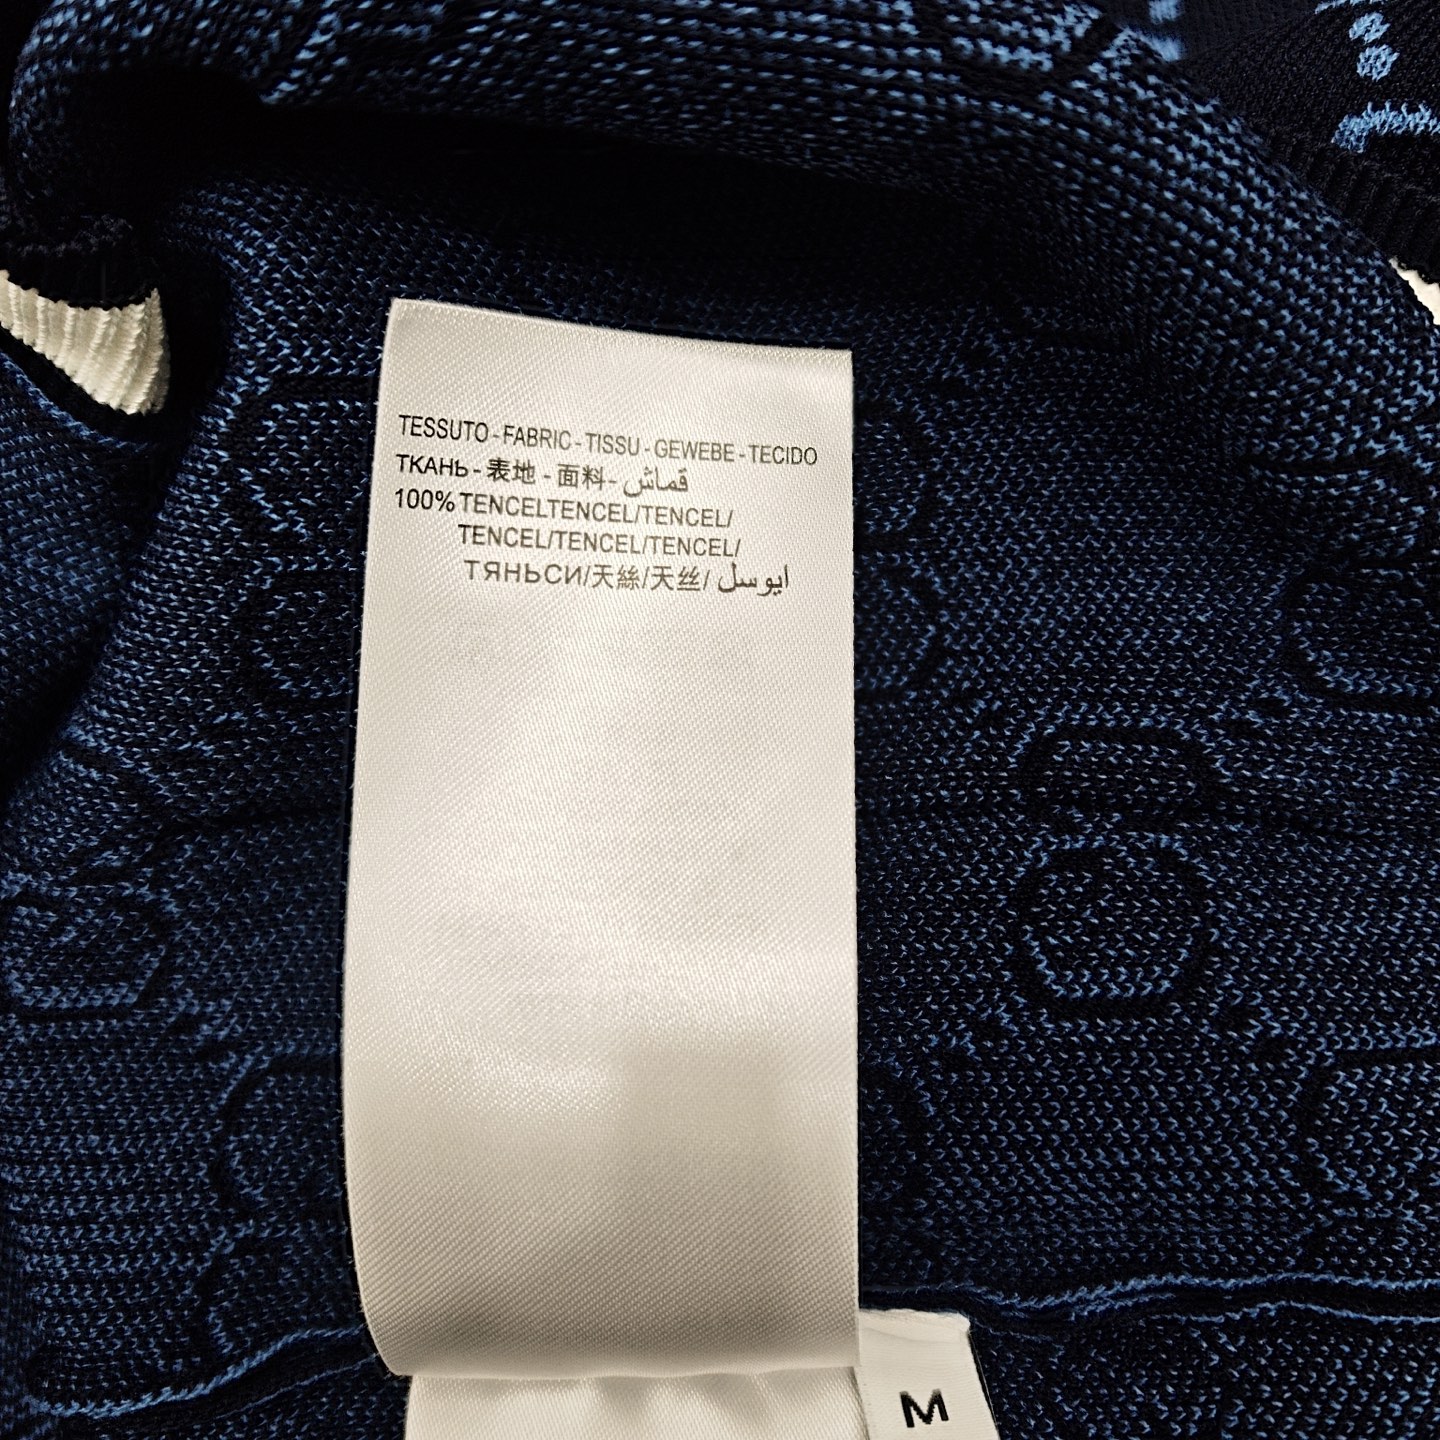 TESSUTO - FABRIC - TISSU - GEWEBE - TECIDO
ТКАНЬ - 表地 - 面料 - قماش
100% TENCELTENCEL/TENCEL/
TENCEL/TENCEL/TENCEL/
ТЯНЬСИ/天絲/天丝/ ايوسل
M